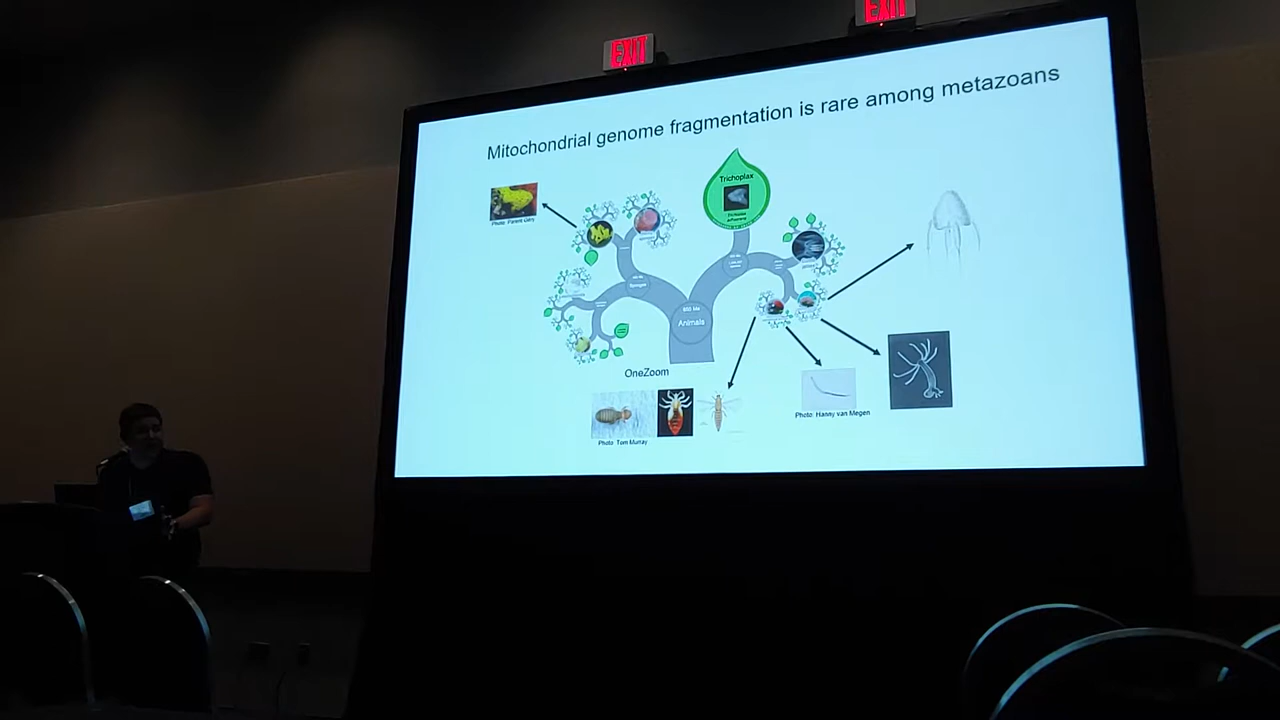 EXIT
EXIT
Mitochondrial genome fragmentation is rare among metazoans
Trichoplax
Photo: Parent Géry
Sponges
Animals
OneZoom
Photo: Hanny van Megen
Photo: Tom Murray